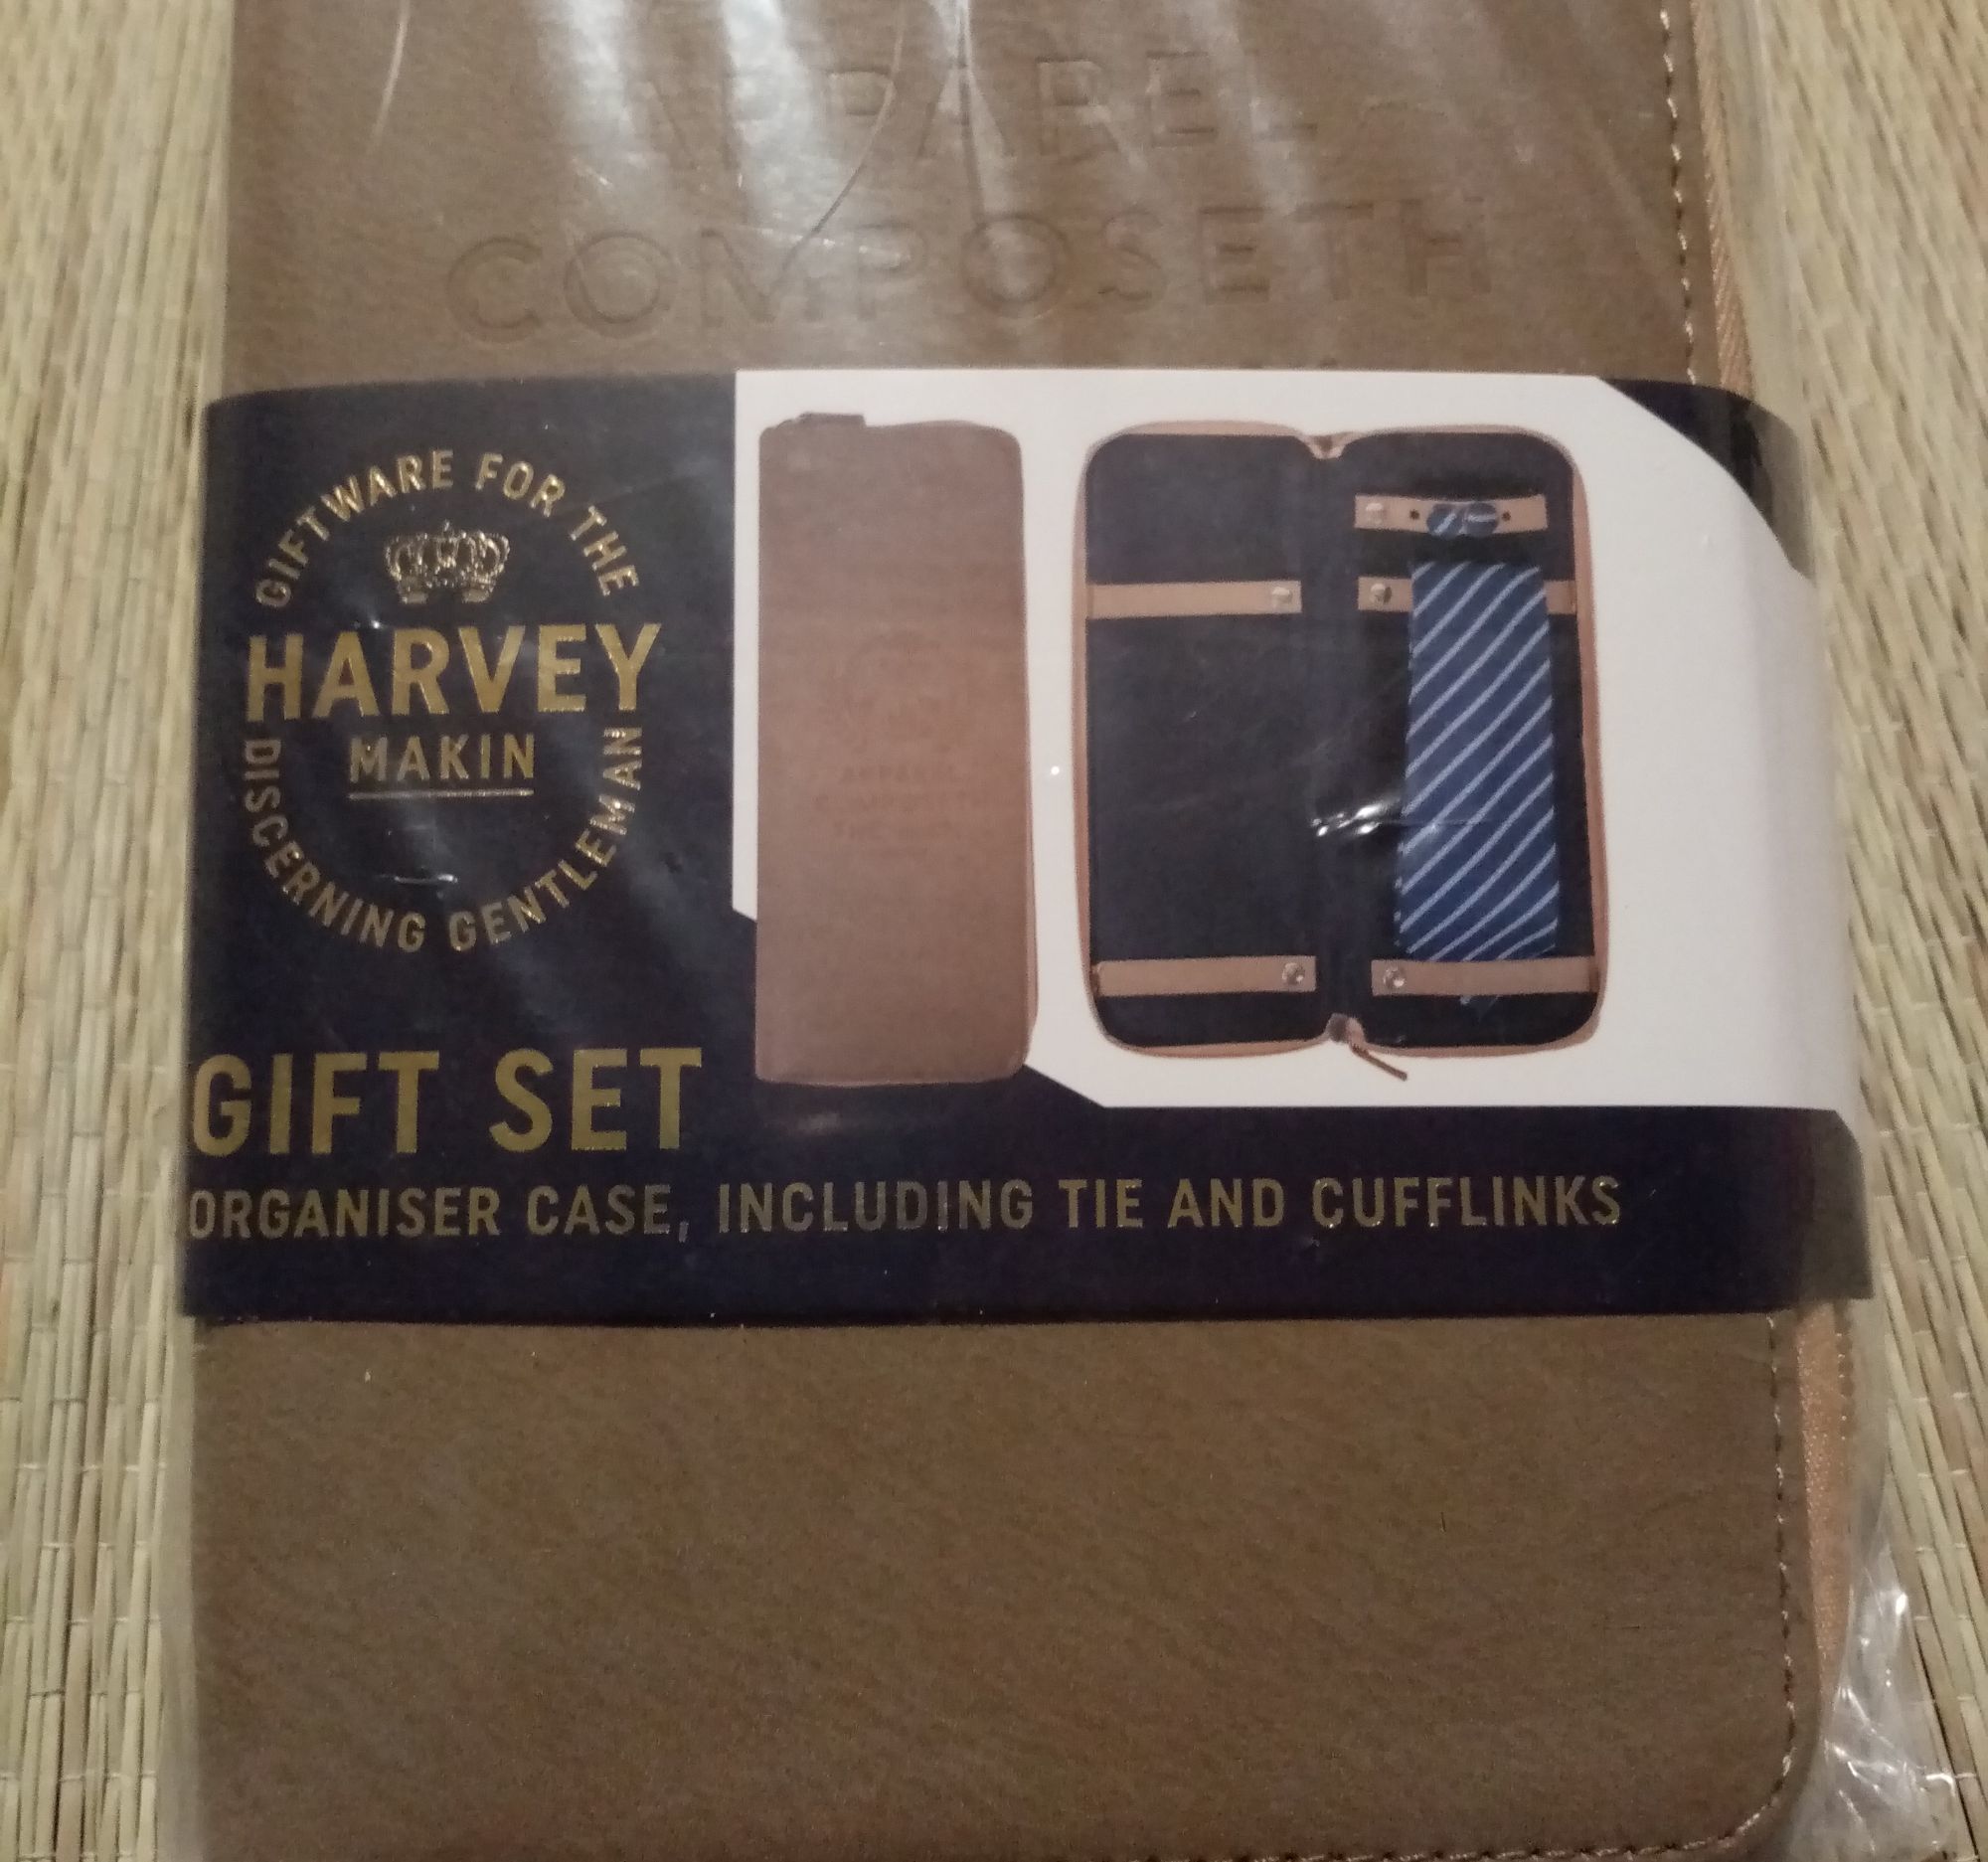 APPAREL
COMPOSETH
GIFTWARE FOR THE
HARVEY
MAKIN
DISCERNING GENTLEMAN
GIFT SET
ORGANISER CASE, INCLUDING TIE AND CUFFLINKS